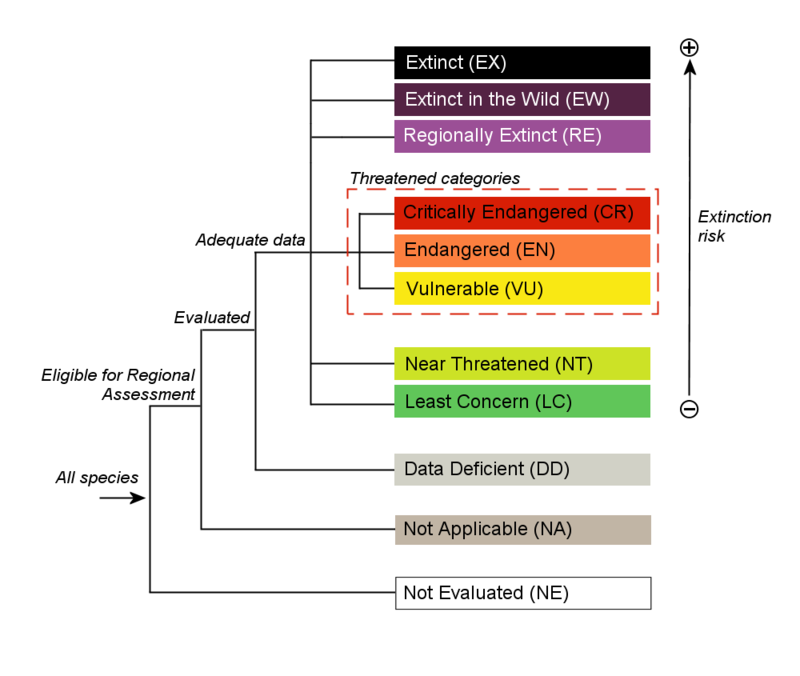 Extinct (EX)
Extinct in the Wild (EW)
Regionally Extinct (RE)
Threatened categories
Critically Endangered (CR)
Extinction
risk
Adequate data
Endangered (EN)
Vulnerable (VU)
Evaluated
Near Threatened (NT)
Eligible for Regional
Assessment
Least Concern (LC)
All species
Data Deficient (DD)
Not Applicable (NA)
Not Evaluated (NE)